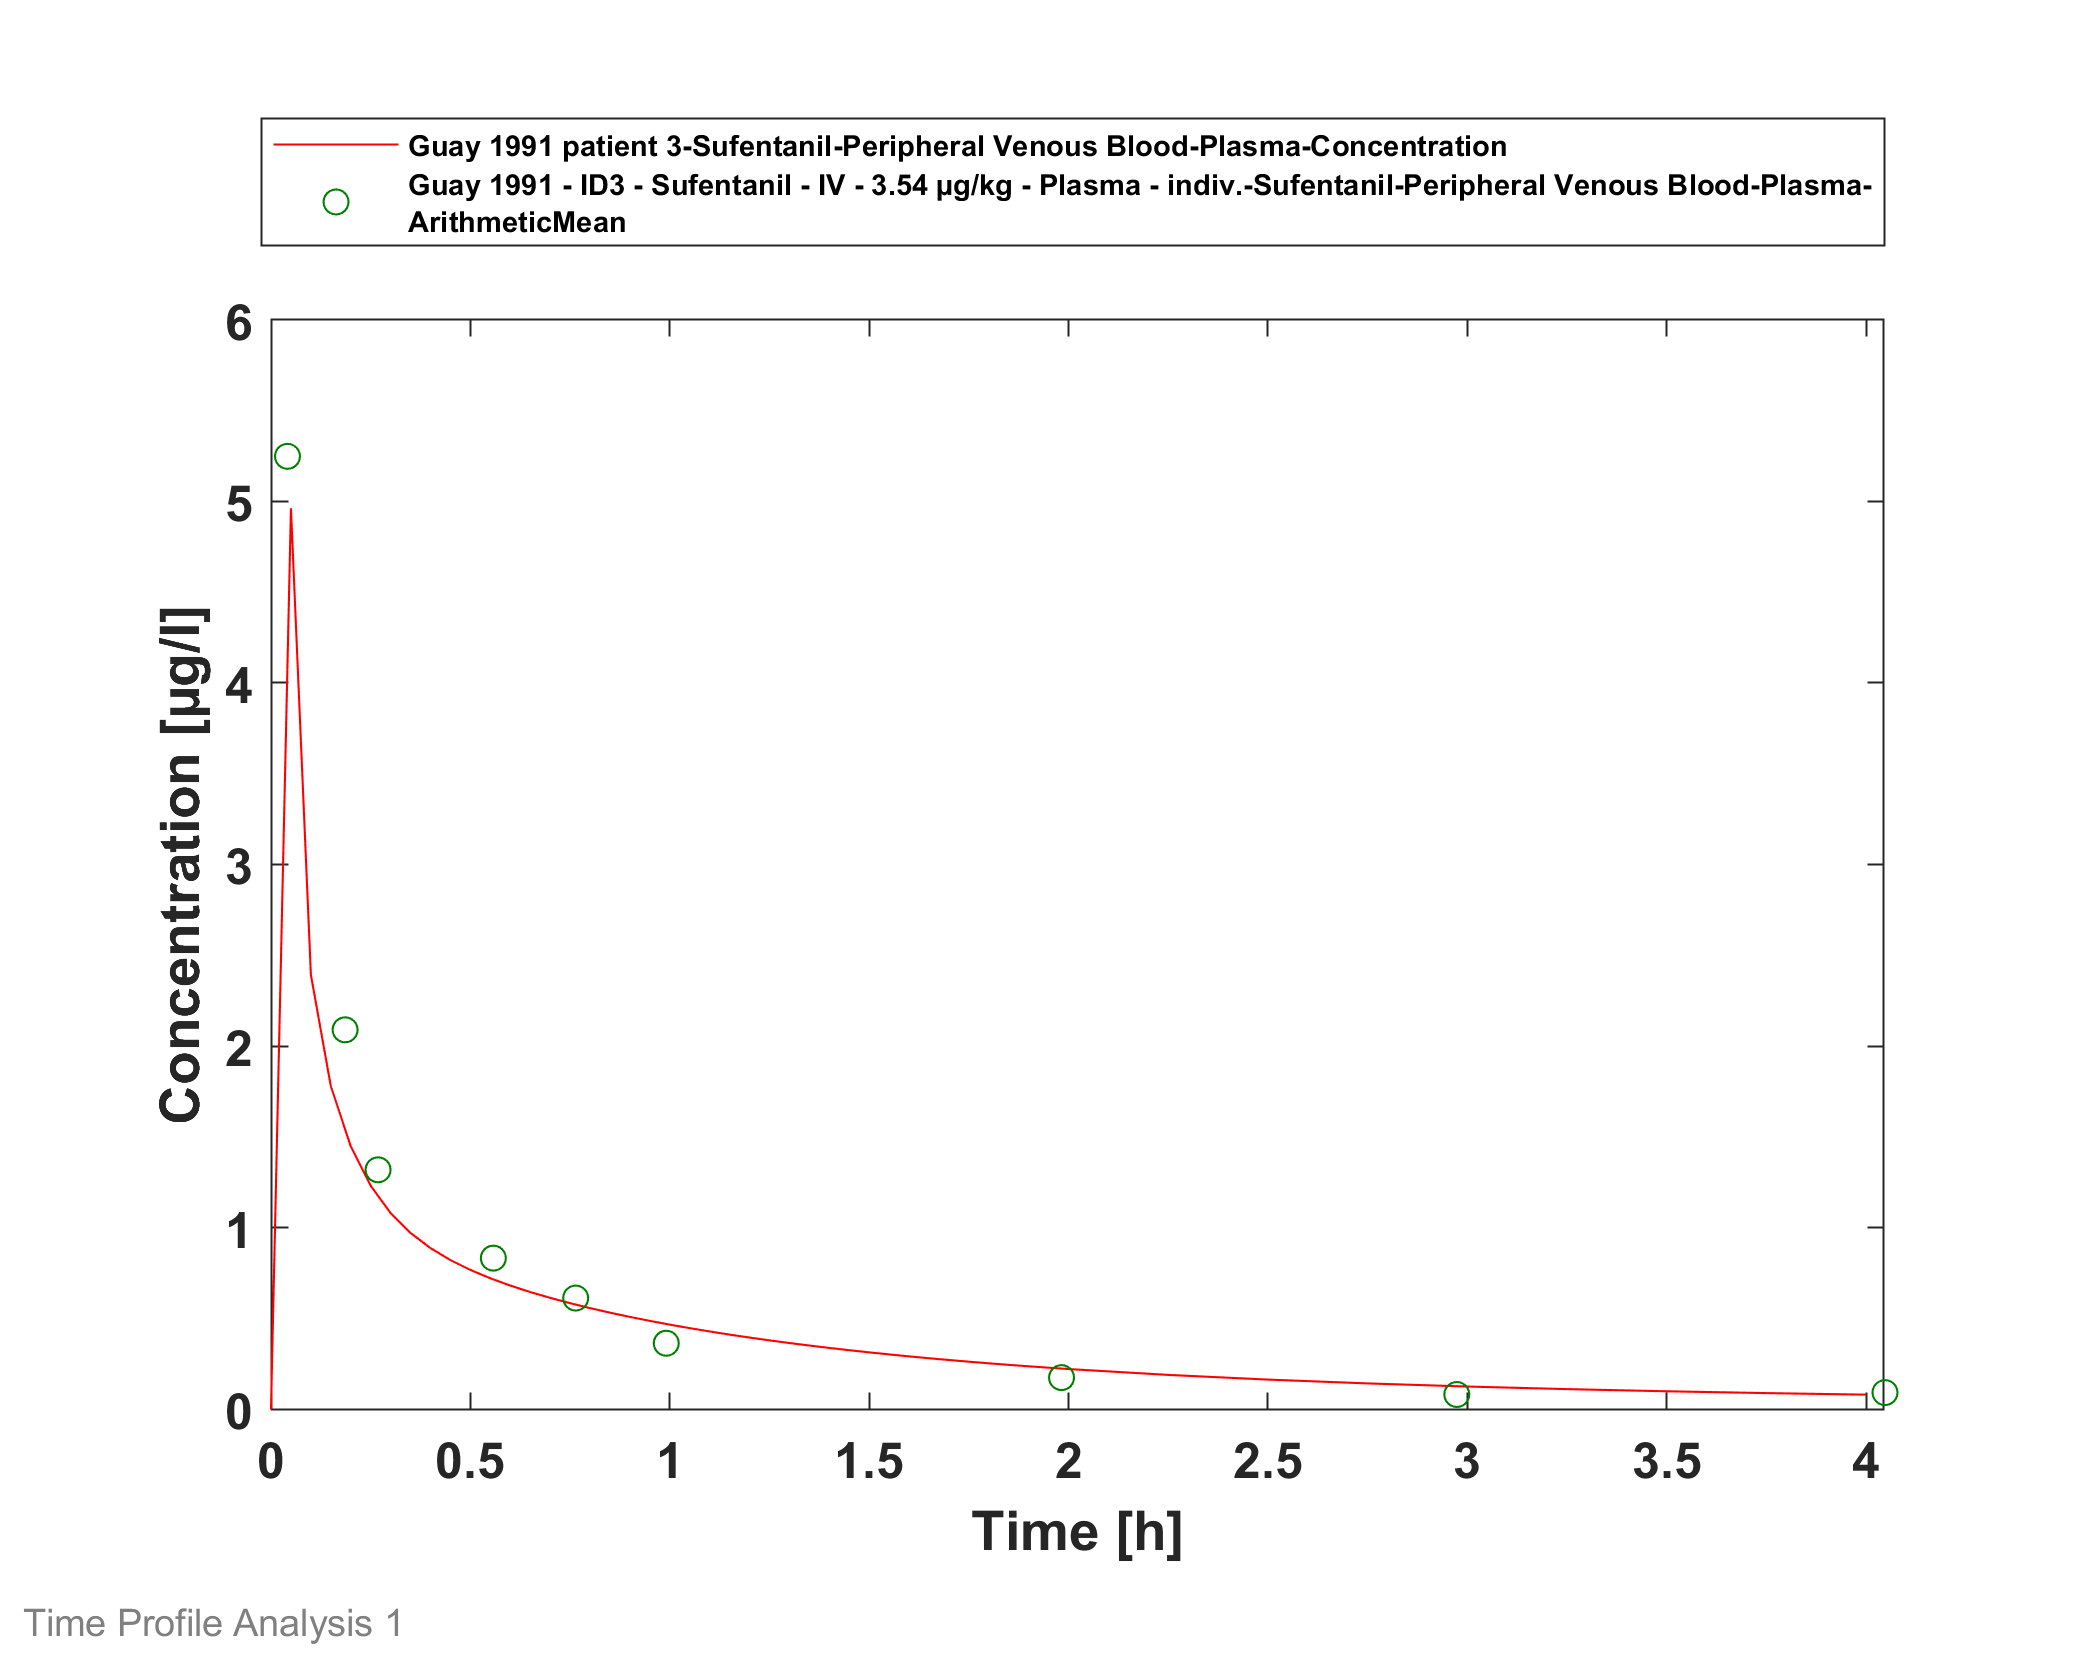 Guay 1991 patient 3-Sufentanil-Peripheral Venous Blood-Plasma-Concentration
Guay 1991 - ID3 - Sufentanil - IV - 3.54 µg/kg - Plasma - indiv.-Sufentanil-Peripheral Venous Blood-Plasma-
ArithmeticMean
6
5
4
3
2
1
0
Concentration [µg/l]
0 0.5 1 1.5 2 2.5 3 3.5 4
Time [h]
Time Profile Analysis 1